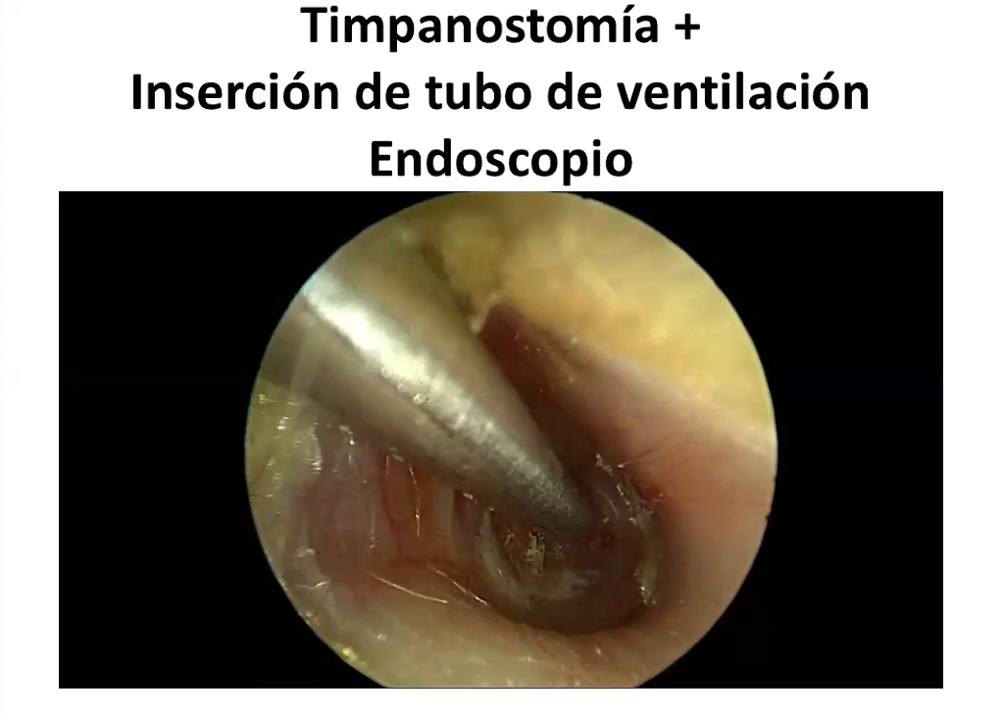 Timpanostomía +
Inserción de tubo de ventilación
Endoscopio